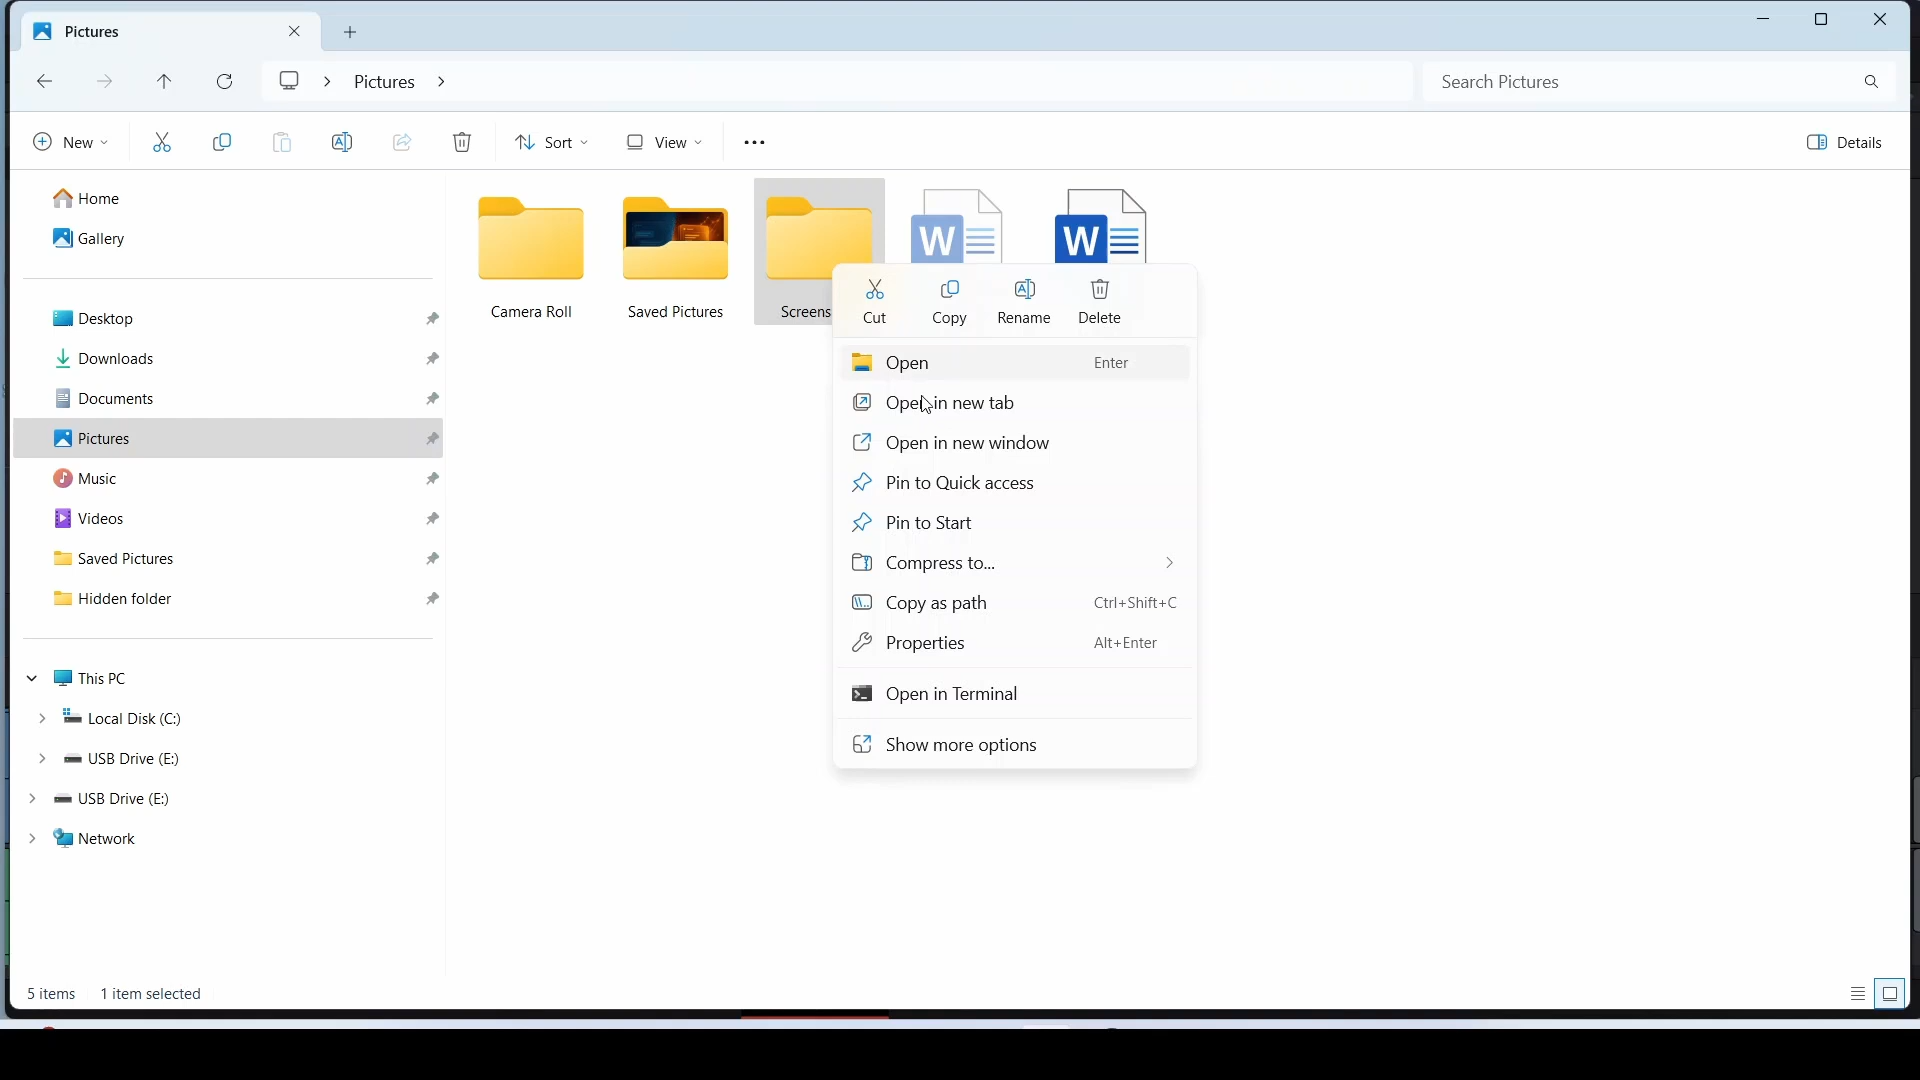 Pictures
Pictures
Search Pictures
New
Sort
View
Details
Home
Gallery
Desktop
Downloads
Documents
Pictures
Music
Videos
Saved Pictures
Hidden folder
This PC
Local Disk (C:)
USB Drive (E:)
USB Drive (E:)
Network
Camera Roll
Saved Pictures
Screens
W
W
Cut
Copy
Rename
Delete
Open Enter
Open in new tab
Open in new window
Pin to Quick access
Pin to Start
Compress to...
Copy as path Ctrl+Shift+C
Properties Alt+Enter
Open in Terminal
Show more options
5 items 1 item selected